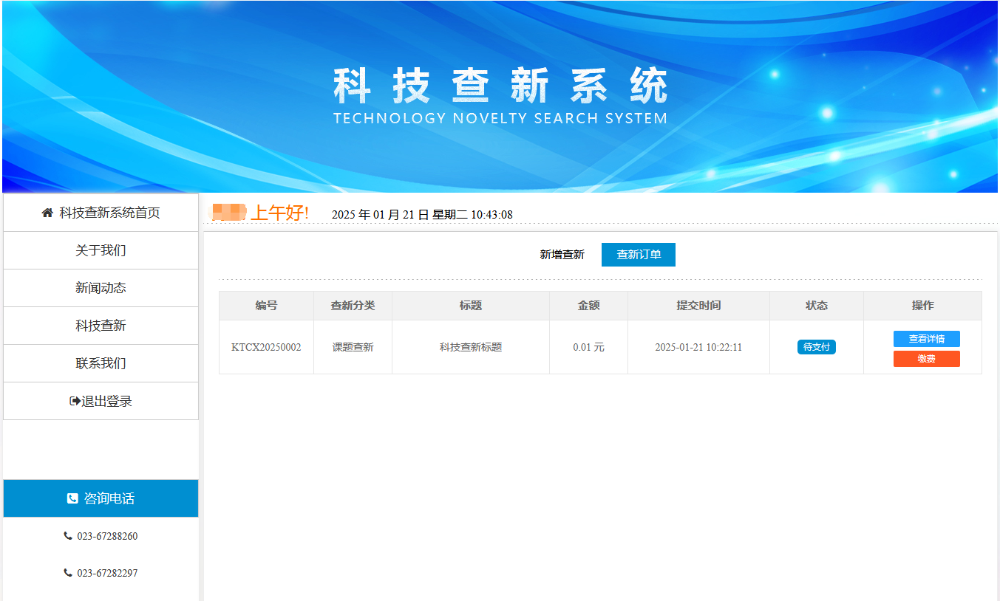 科技查新系统
TECHNOLOGY NOVELTY SEARCH SYSTEM
科技查新系统首页
关于我们
新闻动态
科技查新
联系我们
退出登录
咨询电话
023-67288260
023-67282297
上午好! 2025 年 01 月 21 日 星期二 10:43:08
新增查新 查新订单
编号 查新分类 标题 金额 提交时间 状态 操作
KTCX20250002 课题查新 科技查新标题 0.01 元 2025-01-21 10:22:11 待支付 查看详情
缴费